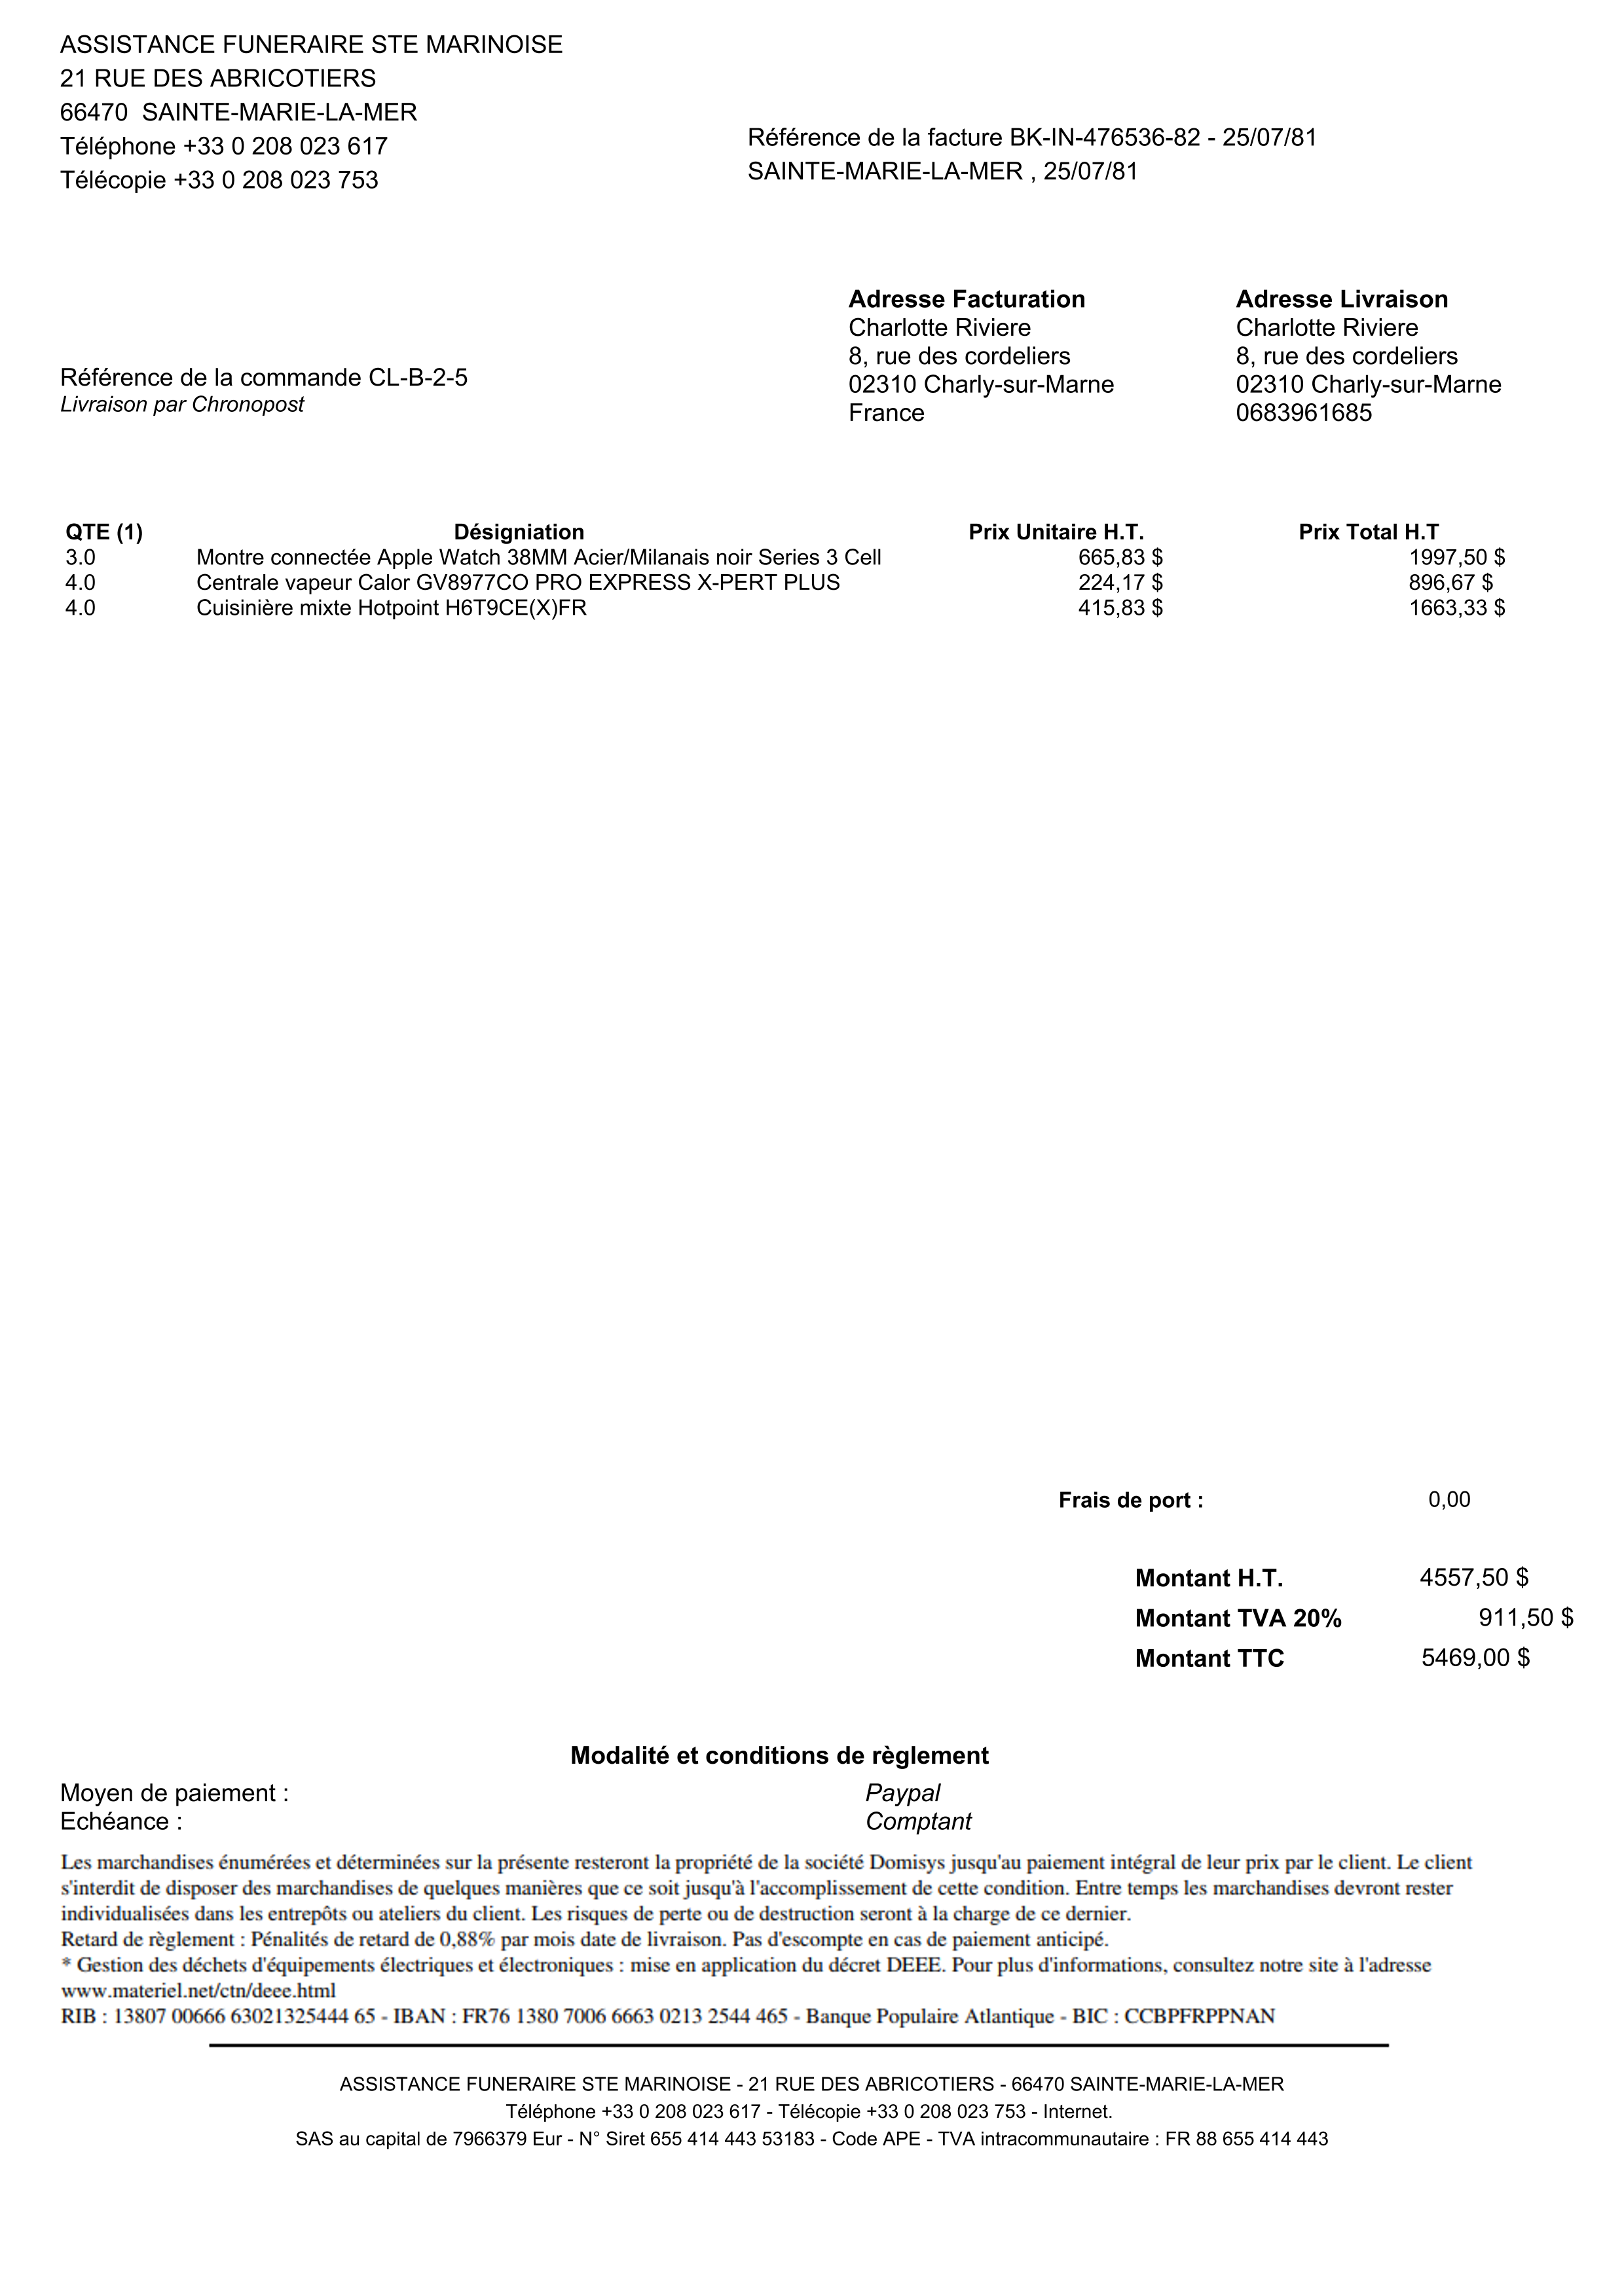 ASSISTANCE FUNERAIRE STE MARINOISE
21 RUE DES ABRICOTIERS
66470  SAINTE-MARIE-LA-MER
Téléphone +33 0 208 023 617
Télécopie +33 0 208 023 753
Référence de la facture BK-IN-476536-82 - 25/07/81
SAINTE-MARIE-LA-MER , 25/07/81
Référence de la commande CL-B-2-5
Livraison par Chronopost
Adresse Facturation
Charlotte Riviere
8, rue des cordeliers
02310 Charly-sur-Marne
France
Adresse Livraison
Charlotte Riviere
8, rue des cordeliers
02310 Charly-sur-Marne
0683961685
QTE (1) Désigniation Prix Unitaire H.T. Prix Total H.T
3.0 Montre connectée Apple Watch 38MM Acier/Milanais noir Series 3 Cell 665,83 $ 1997,50 $
4.0 Centrale vapeur Calor GV8977CO PRO EXPRESS X-PERT PLUS 224,17 $ 896,67 $
4.0 Cuisinière mixte Hotpoint H6T9CE(X)FR 415,83 $ 1663,33 $
Frais de port : 0,00
Montant H.T. 4557,50 $
Montant TVA 20% 911,50 $
Montant TTC 5469,00 $
Modalité et conditions de règlement
Moyen de paiement : Paypal
Echéance : Comptant
Les marchandises énumérées et déterminées sur la présente resteront la propriété de la société Domisys jusqu'au paiement intégral de leur prix par le client. Le client
s'interdit de disposer des marchandises de quelques manières que ce soit jusqu'à l'accomplissement de cette condition. Entre temps les marchandises devront rester
individualisées dans les entrepôts ou ateliers du client. Les risques de perte ou de destruction seront à la charge de ce dernier.
Retard de règlement : Pénalités de retard de 0,88% par mois date de livraison. Pas d'escompte en cas de paiement anticipé.
* Gestion des déchets d'équipements électriques et électroniques : mise en application du décret DEEE. Pour plus d'informations, consultez notre site à l'adresse
www.materiel.net/ctn/deee.html
RIB : 13807 00666 63021325444 65 - IBAN : FR76 1380 7006 6663 0213 2544 465 - Banque Populaire Atlantique - BIC : CCBPFRPPNAN
ASSISTANCE FUNERAIRE STE MARINOISE - 21 RUE DES ABRICOTIERS - 66470 SAINTE-MARIE-LA-MER
Téléphone +33 0 208 023 617 - Télécopie +33 0 208 023 753 - Internet.
SAS au capital de 7966379 Eur - N° Siret 655 414 443 53183 - Code APE - TVA intracommunautaire : FR 88 655 414 443